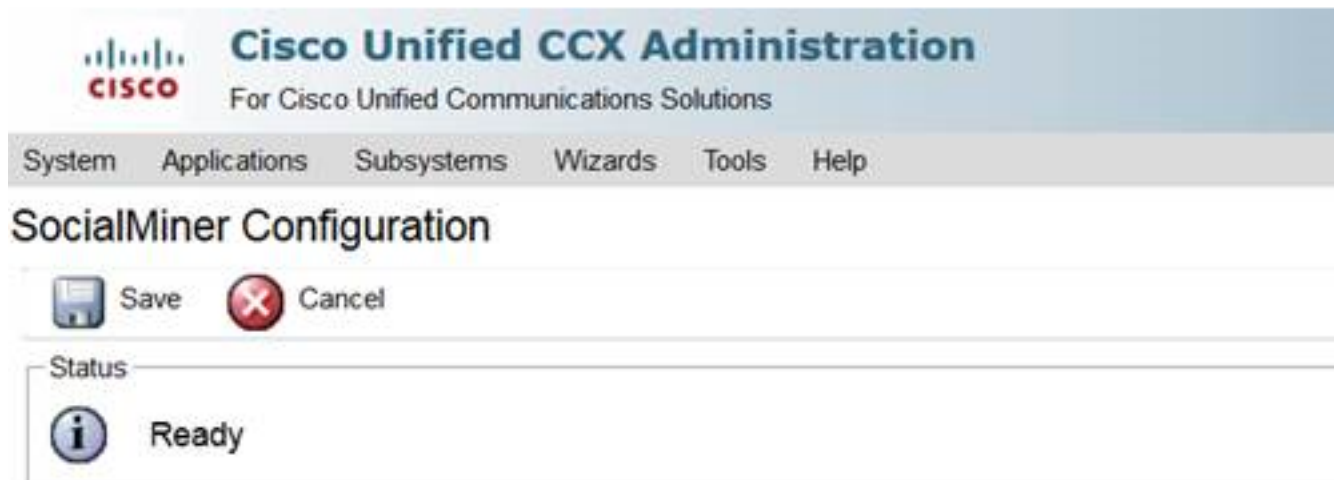 Cisco Unified CCX Administration
CISCO
For Cisco Unified Communications Solutions
System Applications Subsystems Wizards Tools Help
SocialMiner Configuration
Save Cancel
Status
Ready